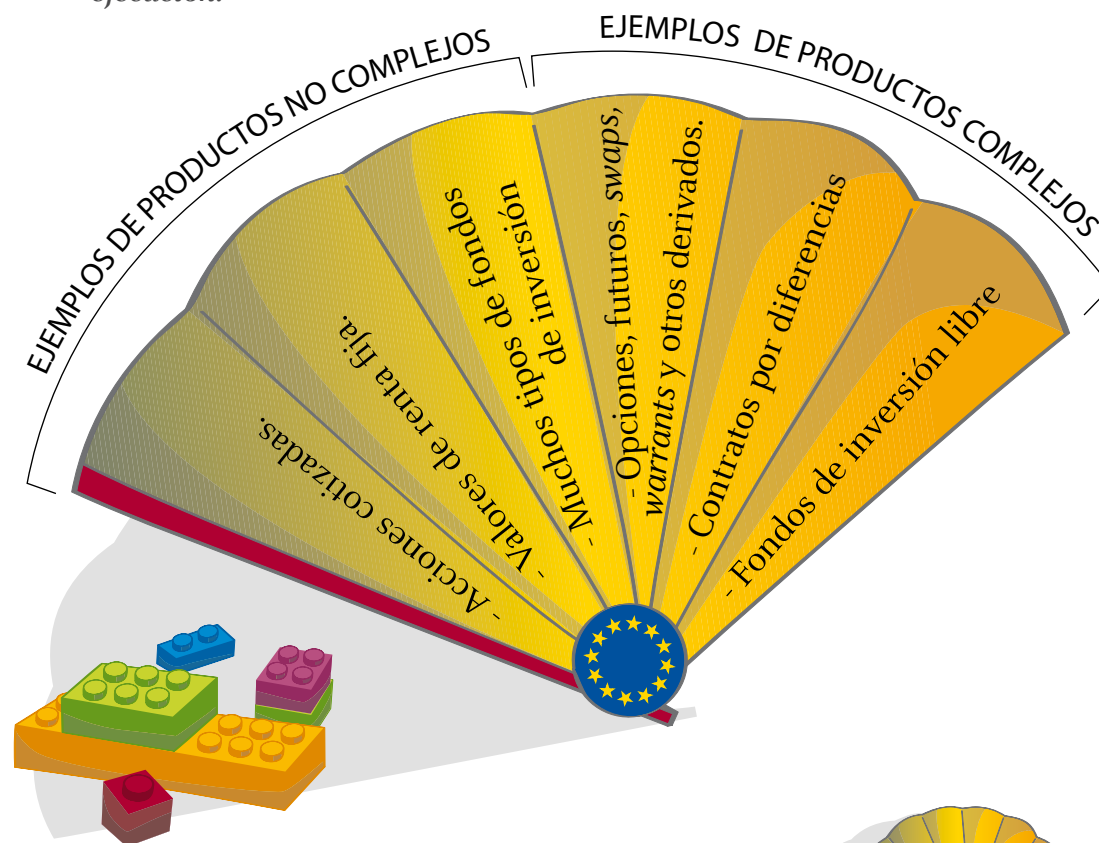 ejecución.
EJEMPLOS DE PRODUCTOS NO COMPLEJOS
EJEMPLOS DE PRODUCTOS COMPLEJOS
- Acciones cotizadas.
- Valores de renta fija.
- Muchos tipos de fondos
de inversión
- Opciones, futuros, swaps,
warrants y otros derivados.
- Contratos por diferencias
- Fondos de inversión libre